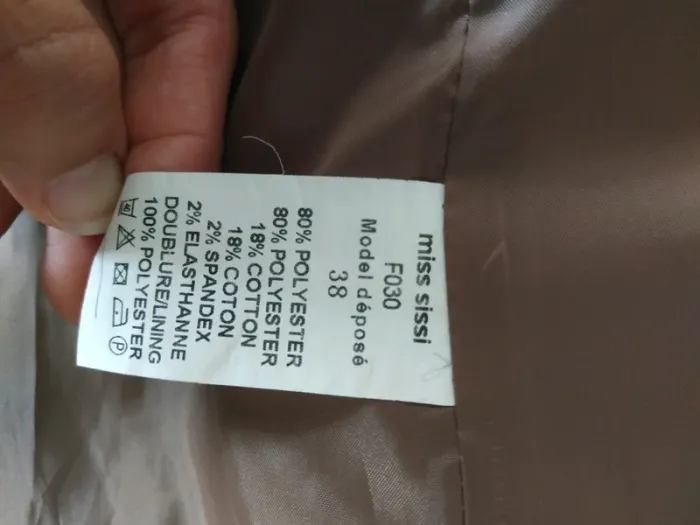 miss sissi
F030
Model déposé
38
80% POLYESTER
80% POLYESTER
18% COTTON
18% COTON
2% SPANDEX
2% ELASTHANNE
DOUBLURE/LINING
100% POLYESTER
40
P